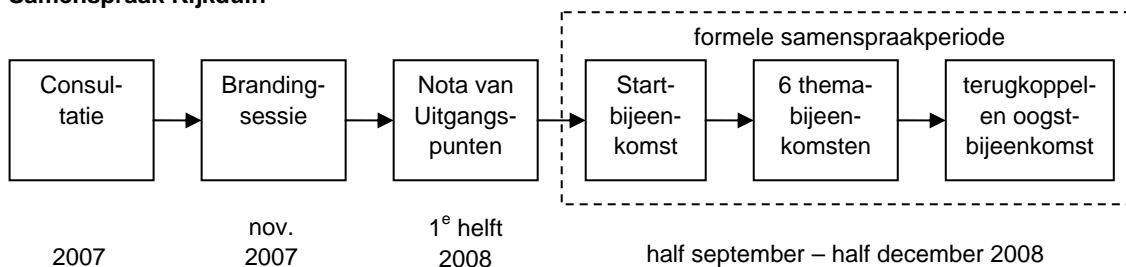 Samenspraak Kijkduin
formele samenspraakperiode
Consul-
tatie
Branding-
sessie
Nota van
Uitgangs-
punten
Start-
bijeen-
komst
6 thema-
bijeen-
komsten
terugkoppel-
en oogst-
bijeenkomst
2007
nov.
2007
1e helft
2008
half september – half december 2008